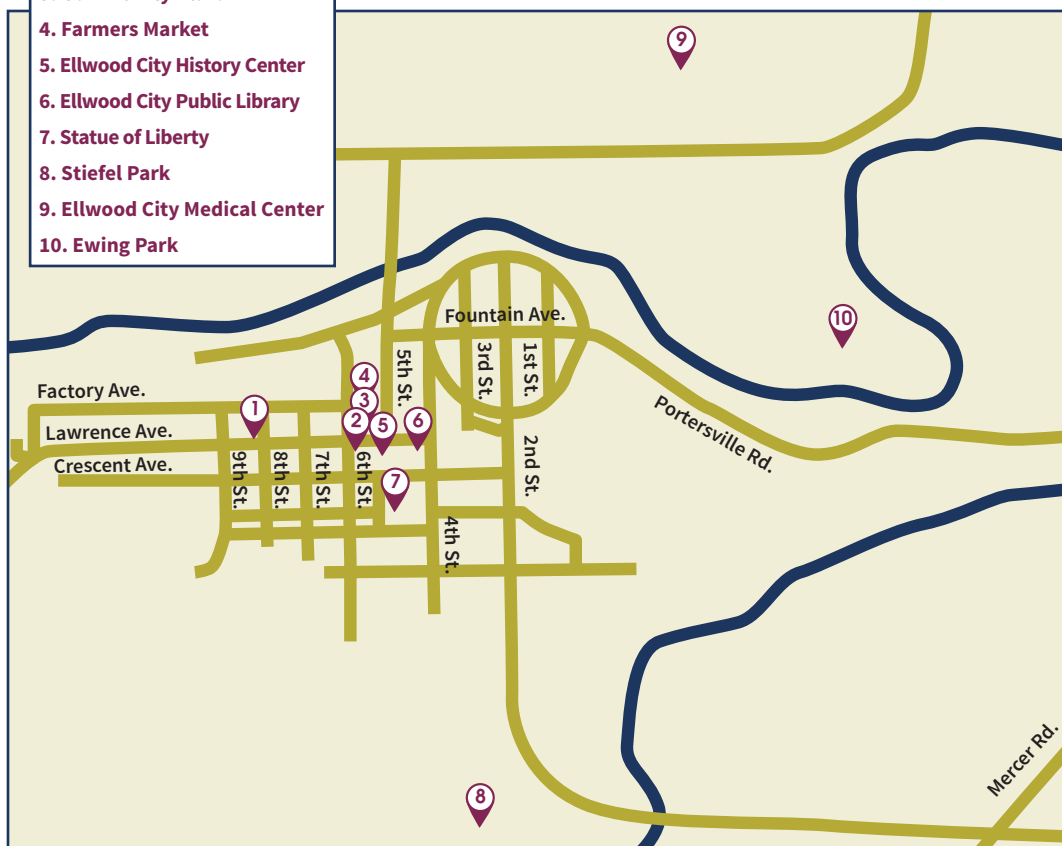 4. Farmers Market
5. Ellwood City History Center
6. Ellwood City Public Library
7. Statue of Liberty
8. Stiefel Park
9. Ellwood City Medical Center
10. Ewing Park
9
10
Fountain Ave.
5th St.
3rd St.
1st St.
4
3
Factory Ave.
1
2
5
6
Lawrence Ave.
Crescent Ave.
9th St.
8th St.
7th St.
6th St.
7
2nd St.
4th St.
Portersville Rd.
8
Mercer Rd.